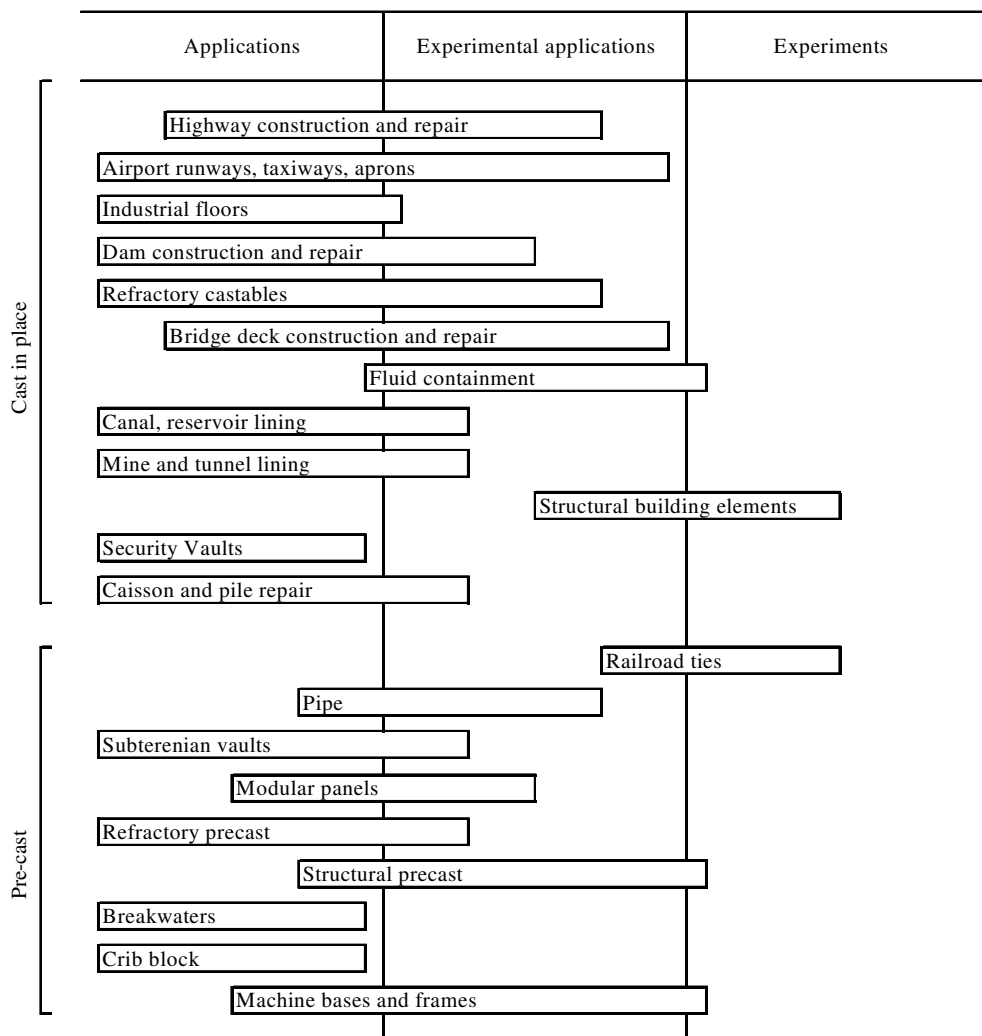 Applications
Experimental applications
Experiments
Cast in place
Highway construction and repair
Airport runways, taxiways, aprons
Industrial floors
Dam construction and repair
Refractory castables
Bridge deck construction and repair
Fluid containment
Canal, reservoir lining
Mine and tunnel lining
Structural building elements
Security Vaults
Caisson and pile repair
Pre-cast
Railroad ties
Pipe
Subterenian vaults
Modular panels
Refractory precast
Structural precast
Breakwaters
Crib block
Machine bases and frames